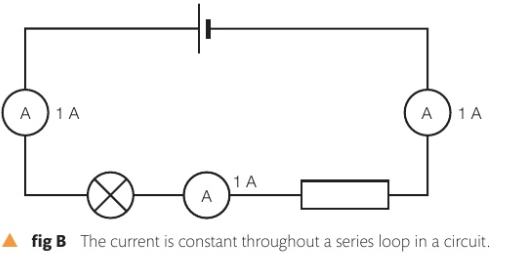 A 1 A
A 1 A
1 A
A
fig B The current is constant throughout a series loop in a circuit.